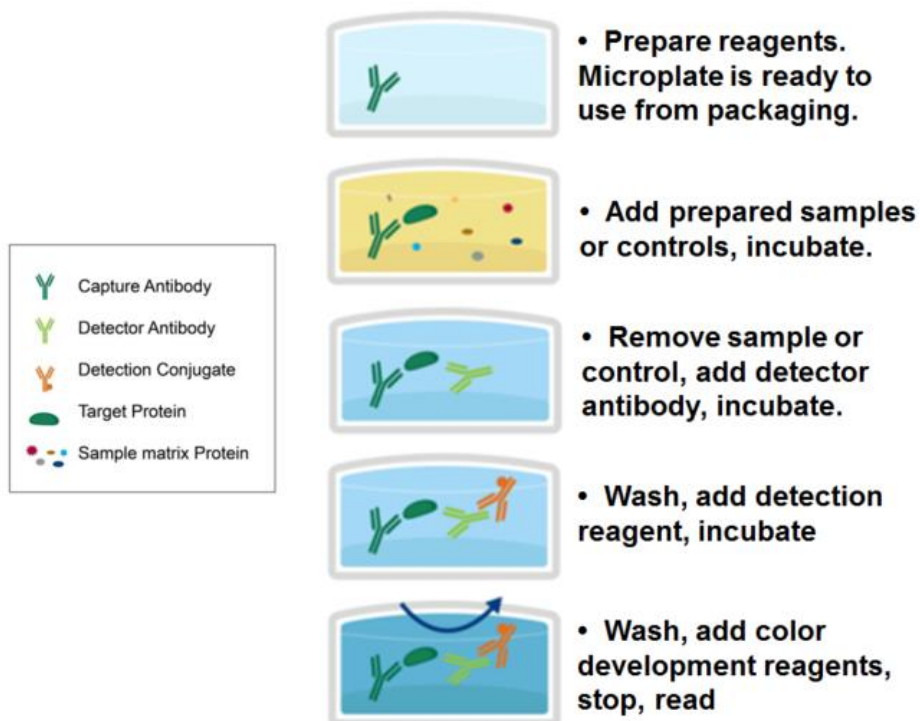 • Prepare reagents.
Microplate is ready to
use from packaging.
• Add prepared samples
or controls, incubate.
Capture Antibody
Detector Antibody
Detection Conjugate
Target Protein
Sample matrix Protein
• Remove sample or
control, add detector
antibody, incubate.
• Wash, add detection
reagent, incubate
• Wash, add color
development reagents,
stop, read